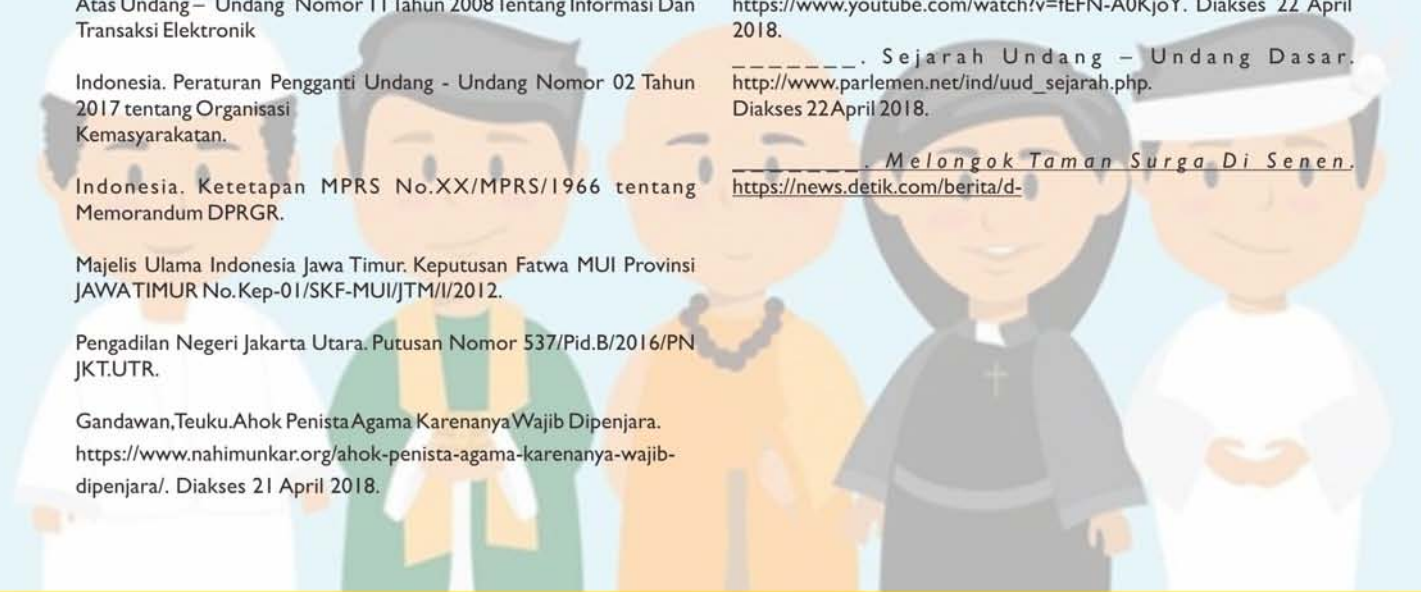 Atas Undang – Undang Nomor 11 Tahun 2008 Tentang Informasi Dan
Transaksi Elektronik
Indonesia. Peraturan Pengganti Undang - Undang Nomor 02 Tahun
2017 tentang Organisasi
Kemasyarakatan.
Indonesia. Ketetapan MPRS No.XX/MPRS/1966 tentang
Memorandum DPRGR.
Majelis Ulama Indonesia Jawa Timur. Keputusan Fatwa MUI Provinsi
JAWA TIMUR No.Kep-01/SKF-MUI/JTM/I/2012.
Pengadilan Negeri Jakarta Utara. Putusan Nomor 537/Pid.B/2016/PN
JKT.UTR.
Gandawan,Teuku.Ahok Penista Agama Karenanya Wajib Dipenjara.
https://www.nahimunkar.org/ahok-penista-agama-karenanya-wajib-
dipenjara/. Diakses 21 April 2018.
https://www.youtube.com/watch?v=fEFN-A0KjoY. Diakses 22 April
2018.
_______. Sejarah Undang – Undang Dasar.
http://www.parlemen.net/ind/uud_sejarah.php.
Diakses 22 April 2018.
_______. Melongok Taman Surga Di Senen.
https://news.detik.com/berita/d-